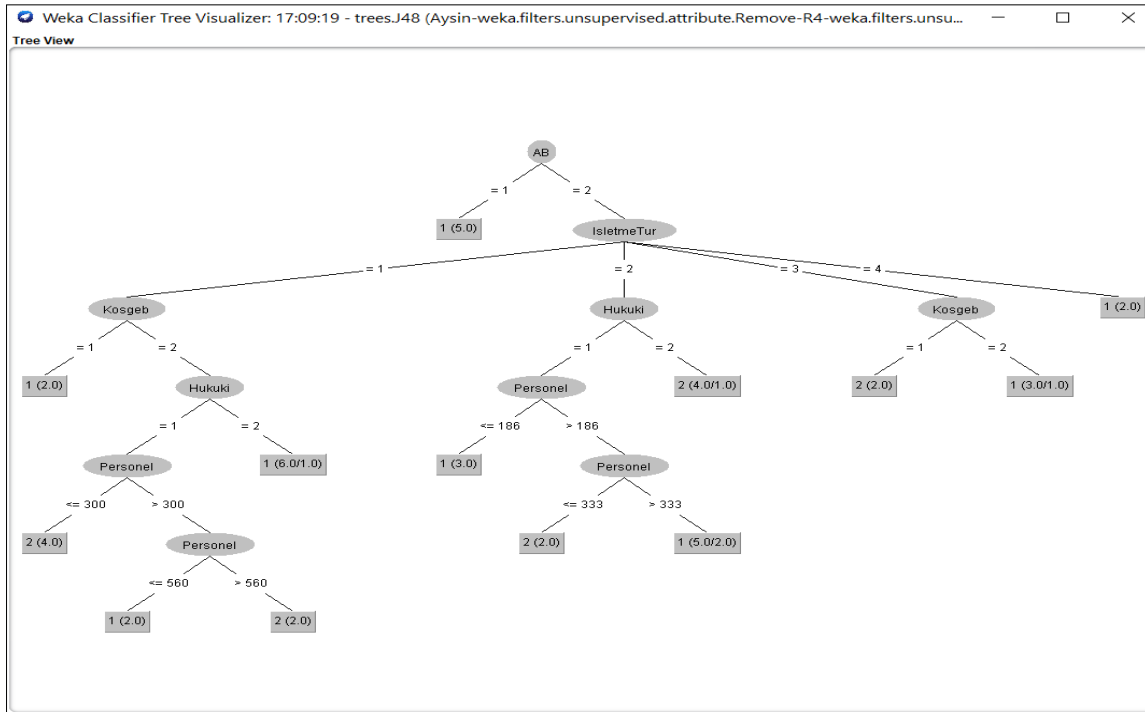 Weka Classifier Tree Visualizer: 17:09:19 - trees.J48 (Aysin-weka.filters.unsupervised.attribute.Remove-R4-weka.filters.unsu...
Tree View
AB
= 1 = 2
1 (5.0) IsletmeTur
= 1 = 2 = 3 = 4
Kosgeb Hukuki Kosgeb 1 (2.0)
= 1 = 2 = 1 = 2 = 1 = 2
1 (2.0) Hukuki Personel 2 (4.0/1.0) 2 (2.0) 1 (3.0/1.0)
= 1 = 2 <= 186 > 186
Personel 1 (6.0/1.0) 1 (3.0) Personel
<= 300 > 300 <= 333 > 333
2 (4.0) Personel 2 (2.0) 1 (5.0/2.0)
<= 560 > 560
1 (2.0) 2 (2.0)